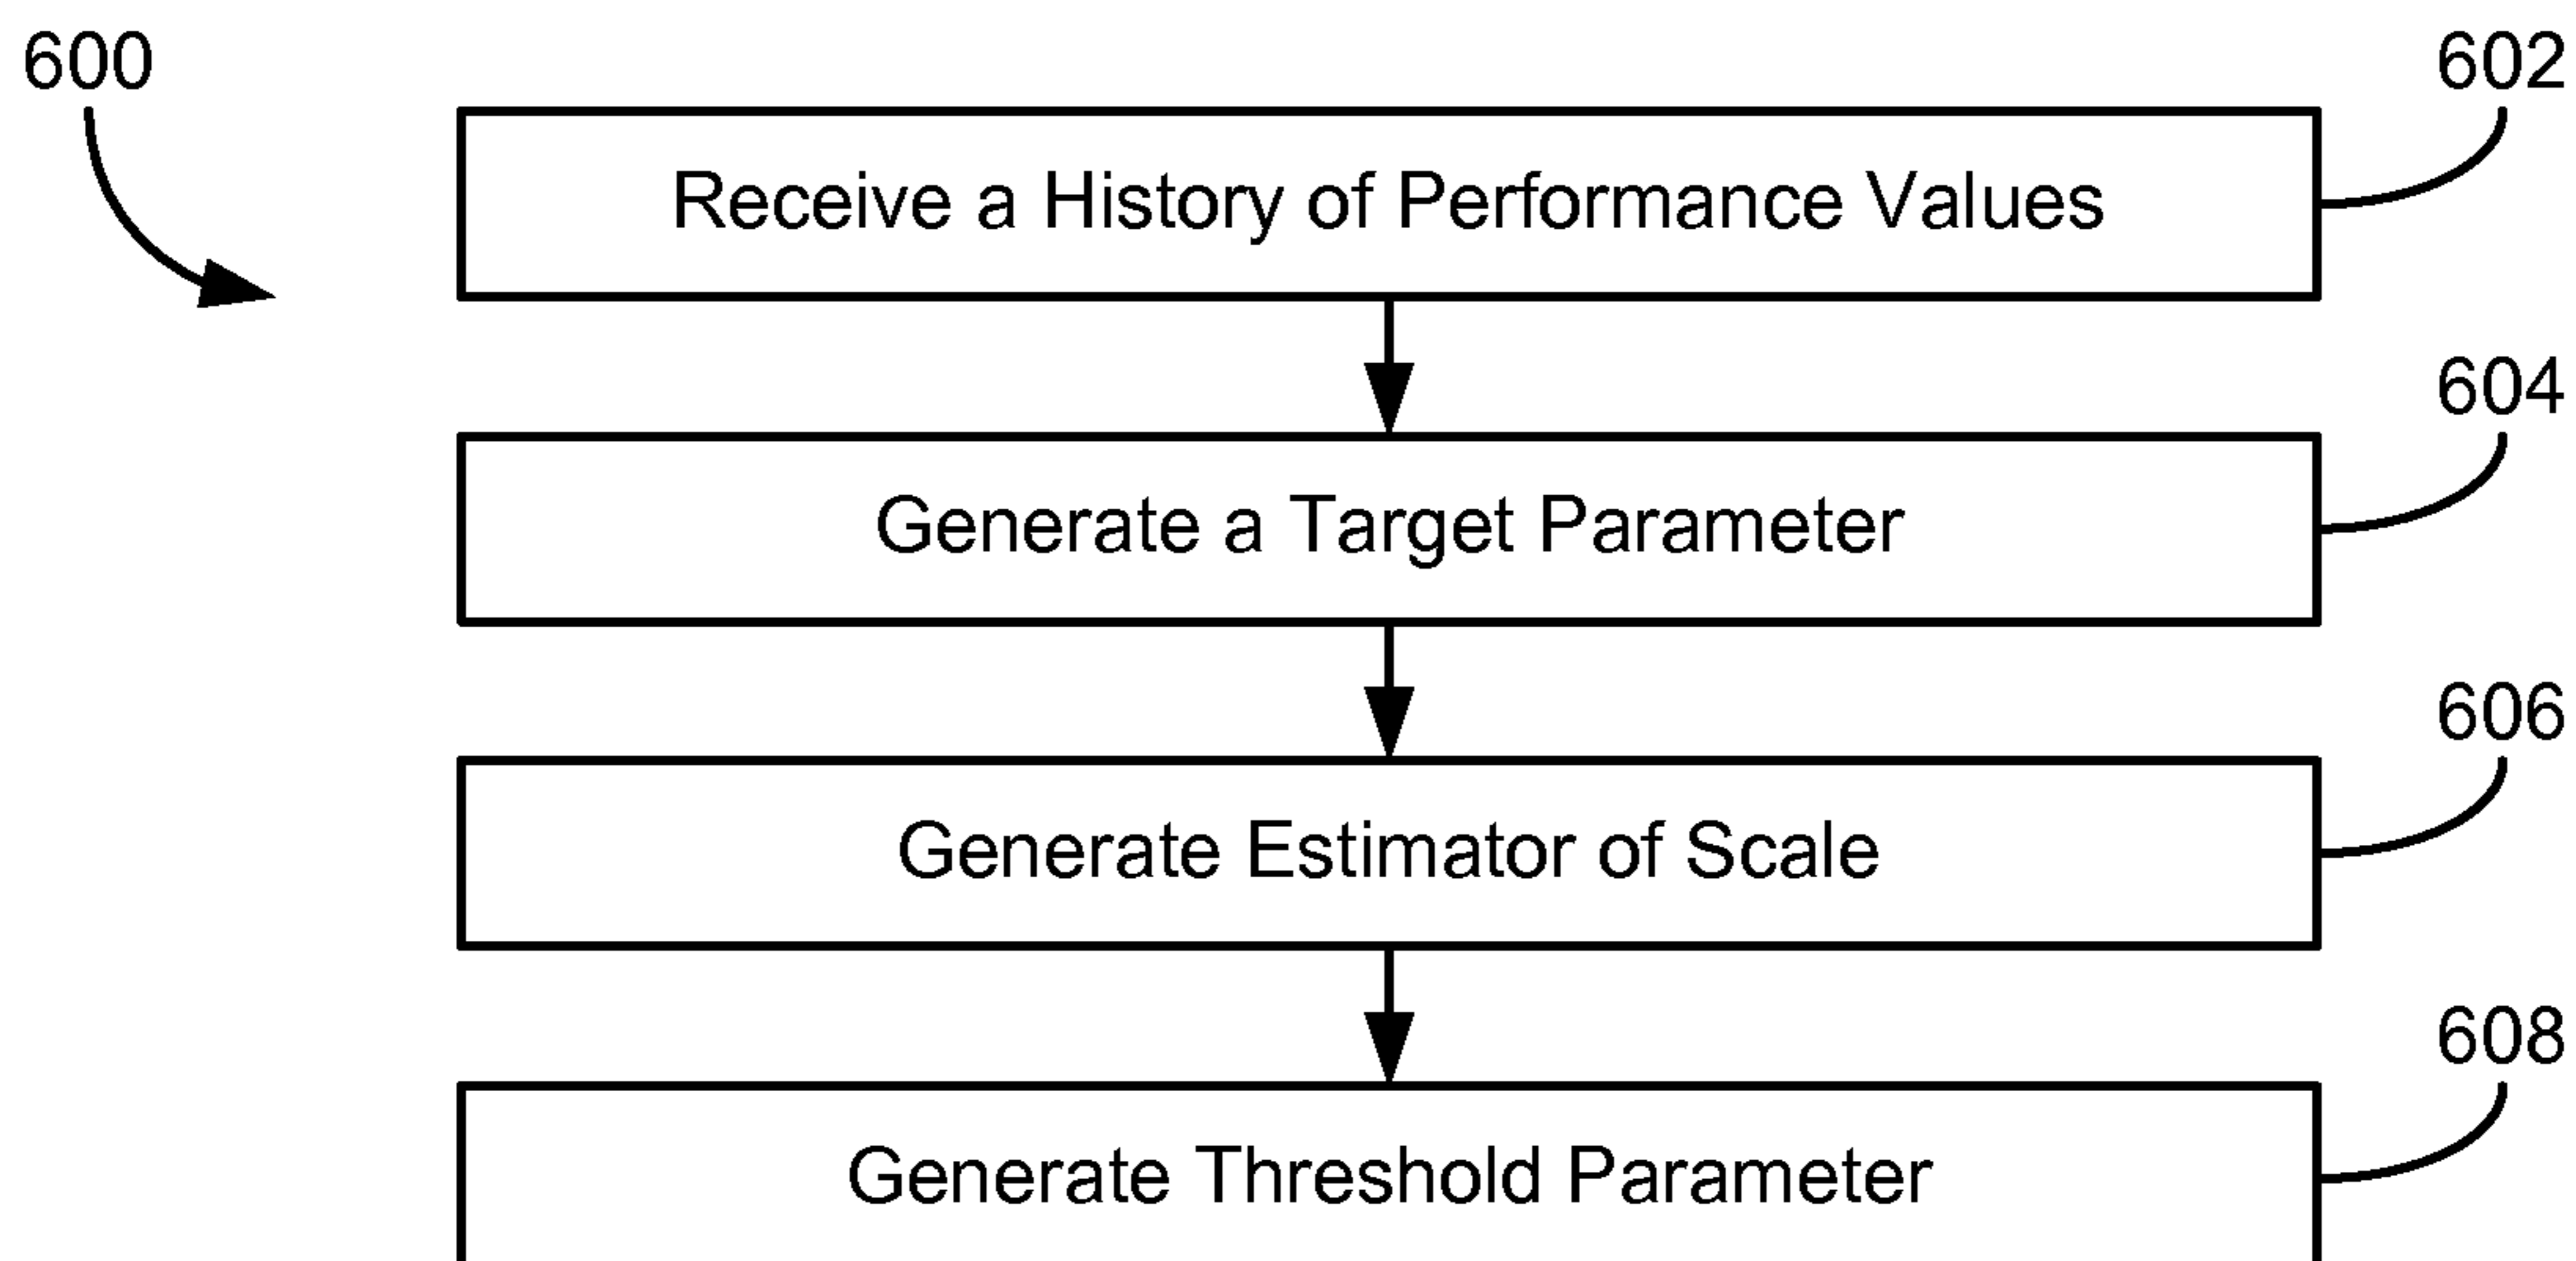 600
602
Receive a History of Performance Values
604
Generate a Target Parameter
606
Generate Estimator of Scale
608
Generate Threshold Parameter